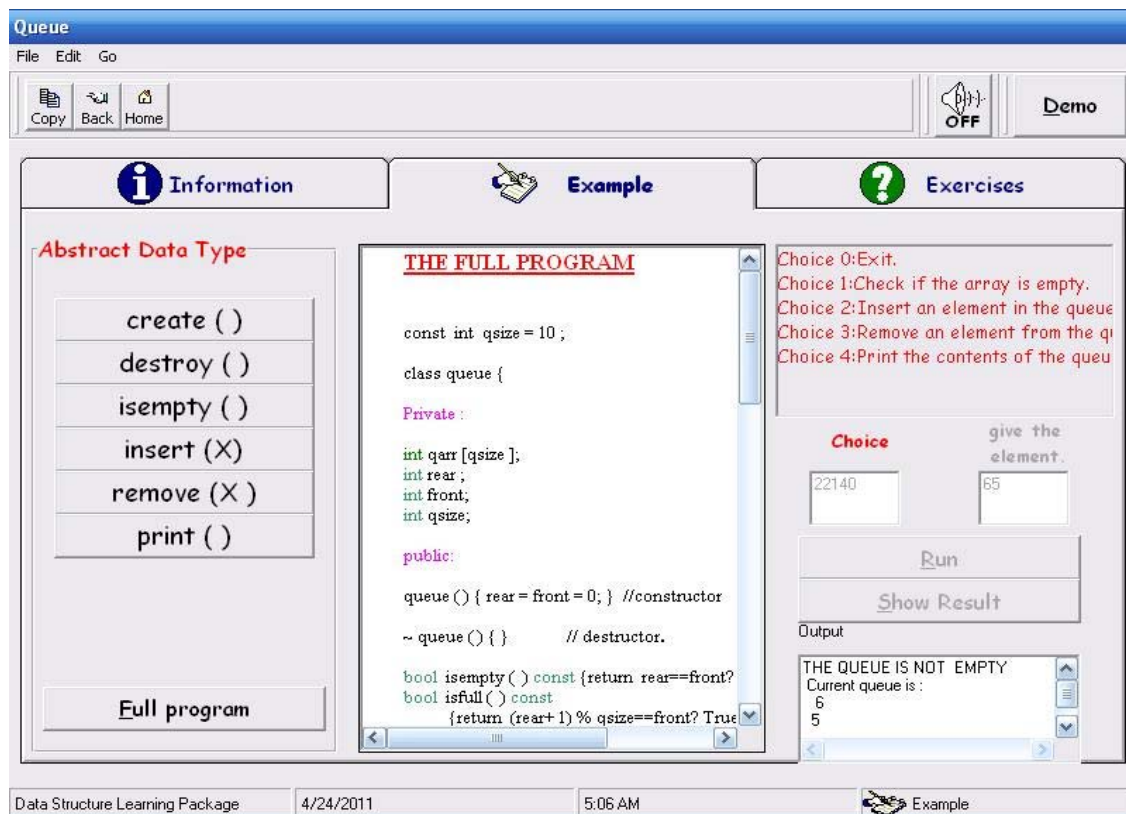 Queue
File Edit Go
Copy Back Home
OFF
Demo
Information
Example
Exercises
Abstract Data Type
create ( )
destroy ( )
isempty ( )
insert (X)
remove (X )
print ( )
Full program
THE FULL PROGRAM
const int qsize = 10 ;
class queue {
Private :
int qarr [qsize ];
int rear ;
int front;
int qsize;
public:
queue () { rear = front = 0; } //constructor
~ queue () { } // destructor.
bool isempty ( ) const {return rear==front?
bool isfull ( ) const
{return (rear+ 1) % qsize==front? True
Choice 0:Exit.
Choice 1:Check if the array is empty.
Choice 2:Insert an element in the queue
Choice 3:Remove an element from the q
Choice 4:Print the contents of the queu
Choice
give the
element.
22140
65
Run
Show Result
Output
THE QUEUE IS NOT EMPTY
Current queue is :
6
5
Data Structure Learning Package
4/24/2011
5:06 AM
Example